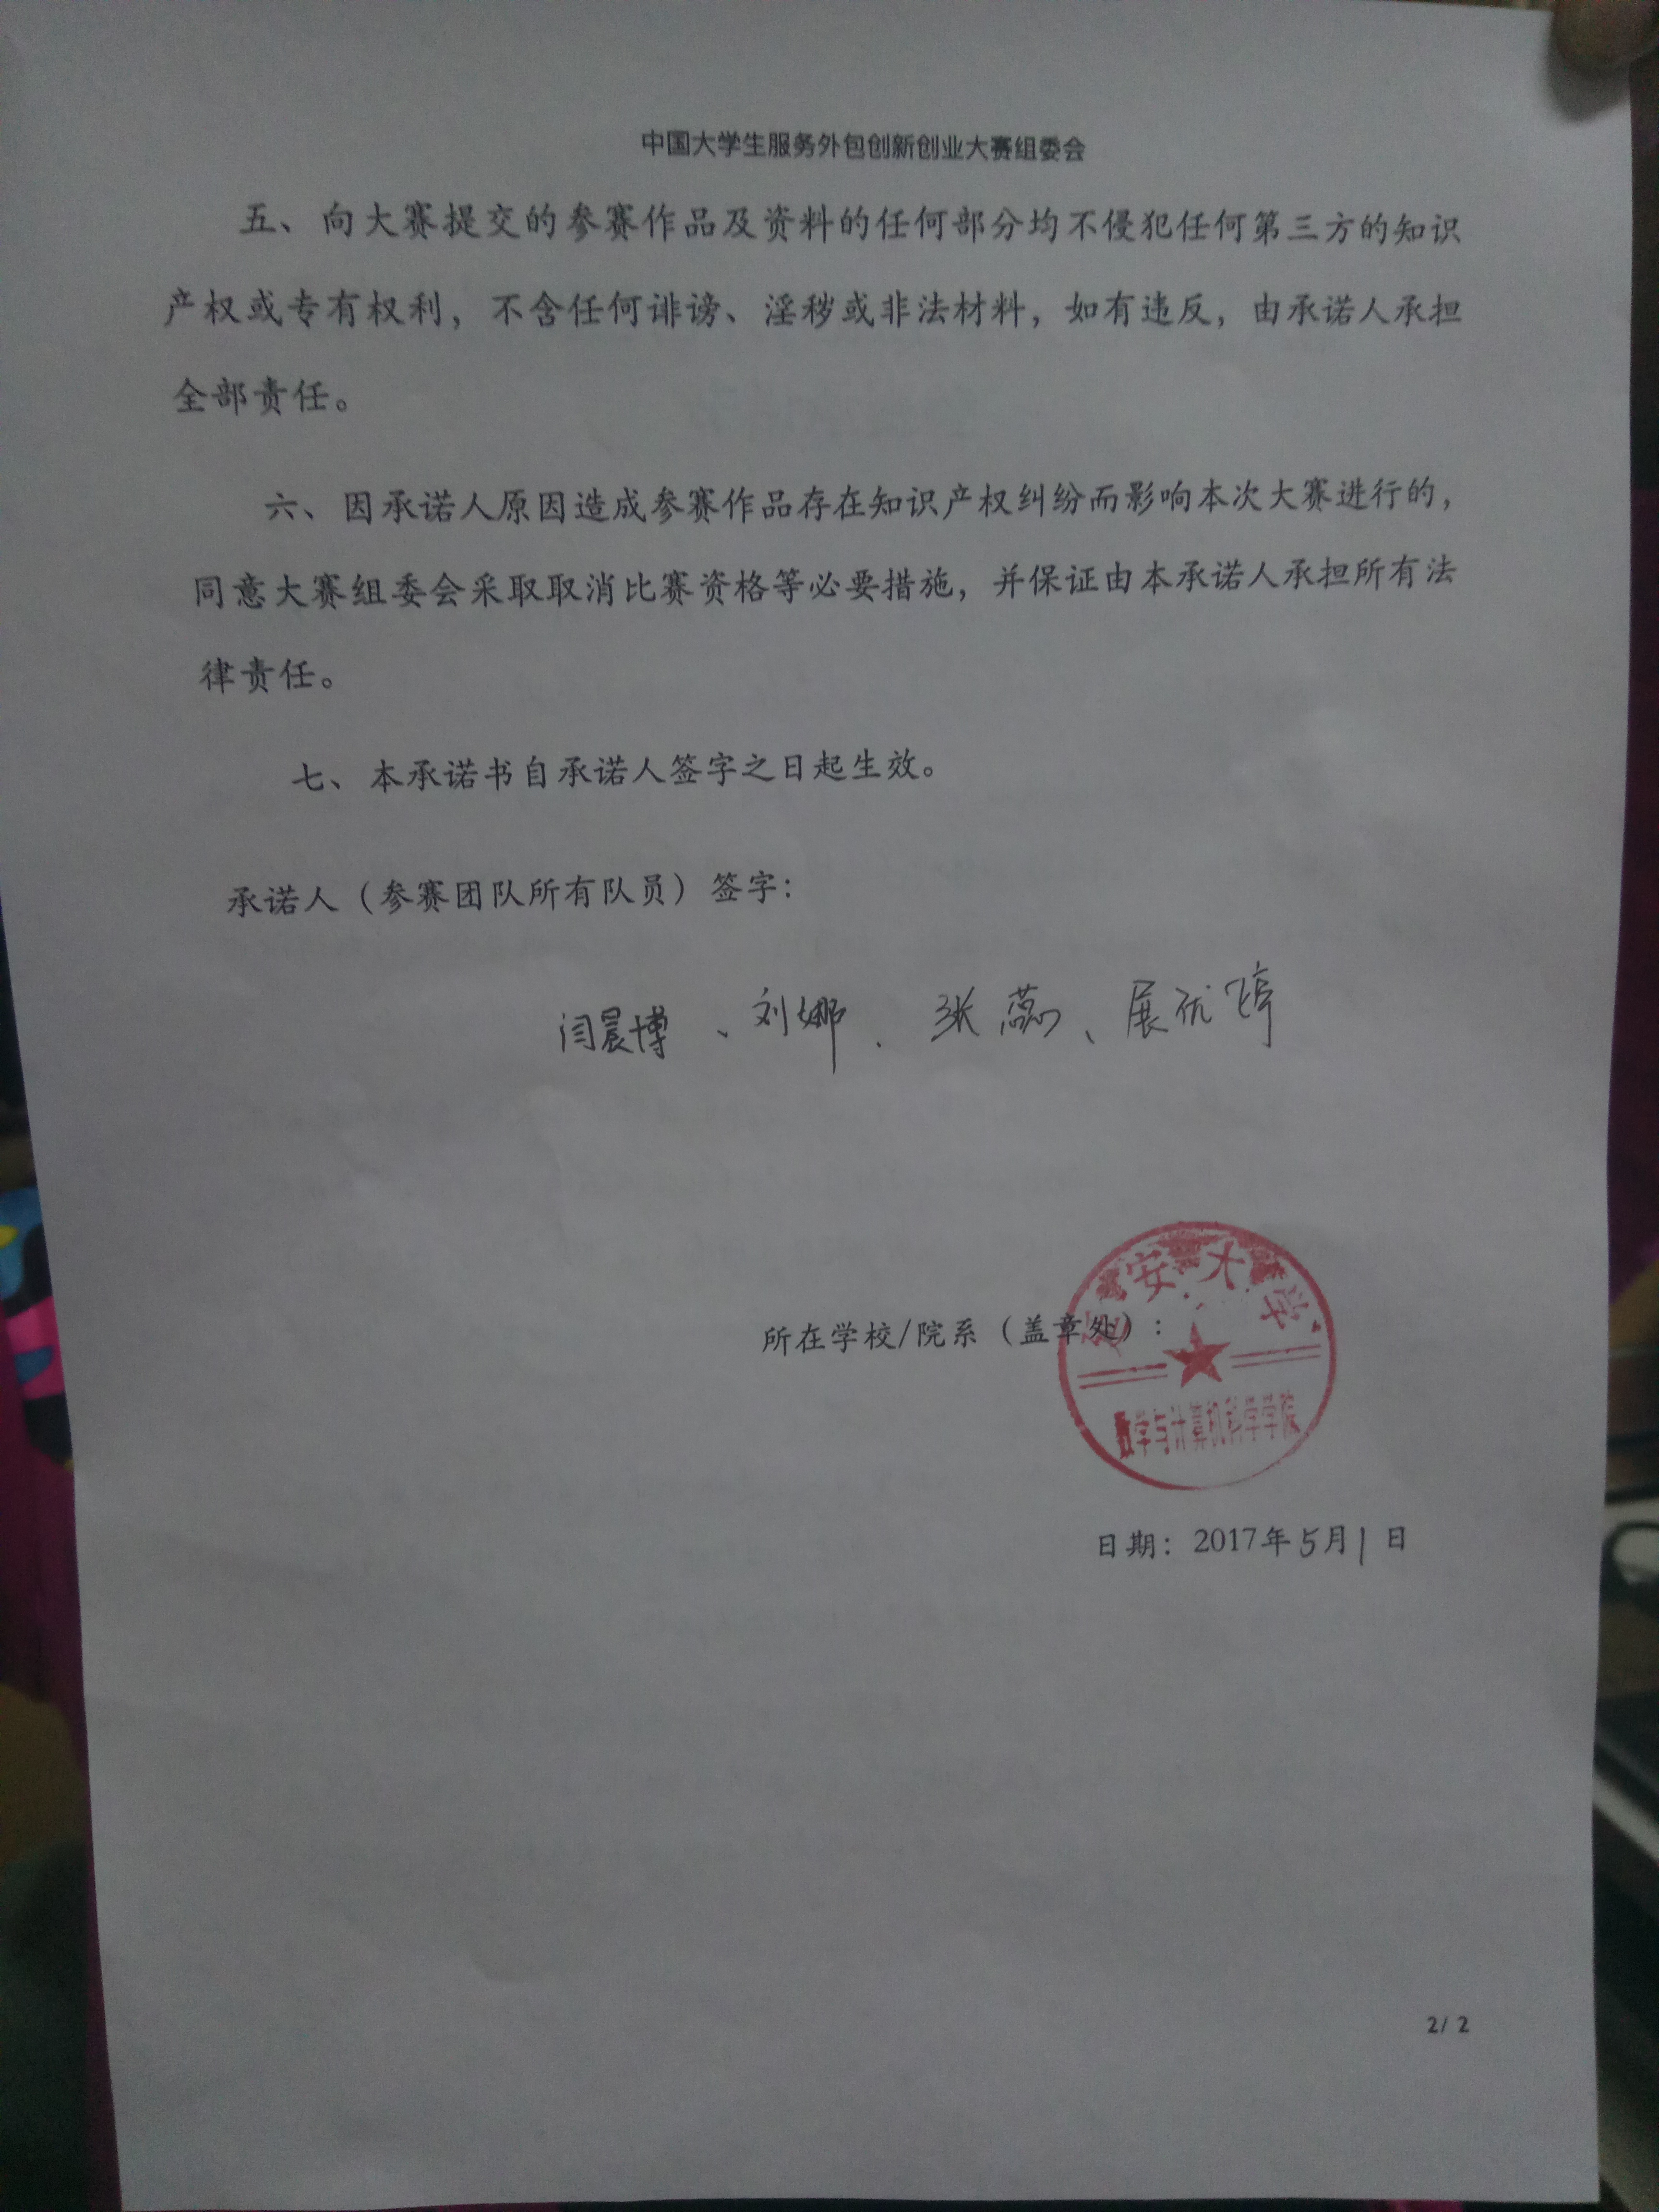 中国大学生服务外包创新创业大赛组委会
五、向大赛提交的参赛作品及资料的任何部分均不侵犯任何第三方的知识
产权或专有权利，不含任何诽谤、淫秽或非法材料，如有违反，由承诺人承担
全部责任。
六、因承诺人原因造成参赛作品存在知识产权纠纷而影响本次大赛进行的，
同意大赛组委会采取取消比赛资格等必要措施，并保证由本承诺人承担所有法
律责任。
七、本承诺书自承诺人签字之日起生效。
承诺人（参赛团队所有队员）签字：
闫晨博、刘娜、张蕊、展优婷
安大学
所在学校/院系（盖章处）：
数学与计算机科学学院
日期：2017年5月1日
2/ 2